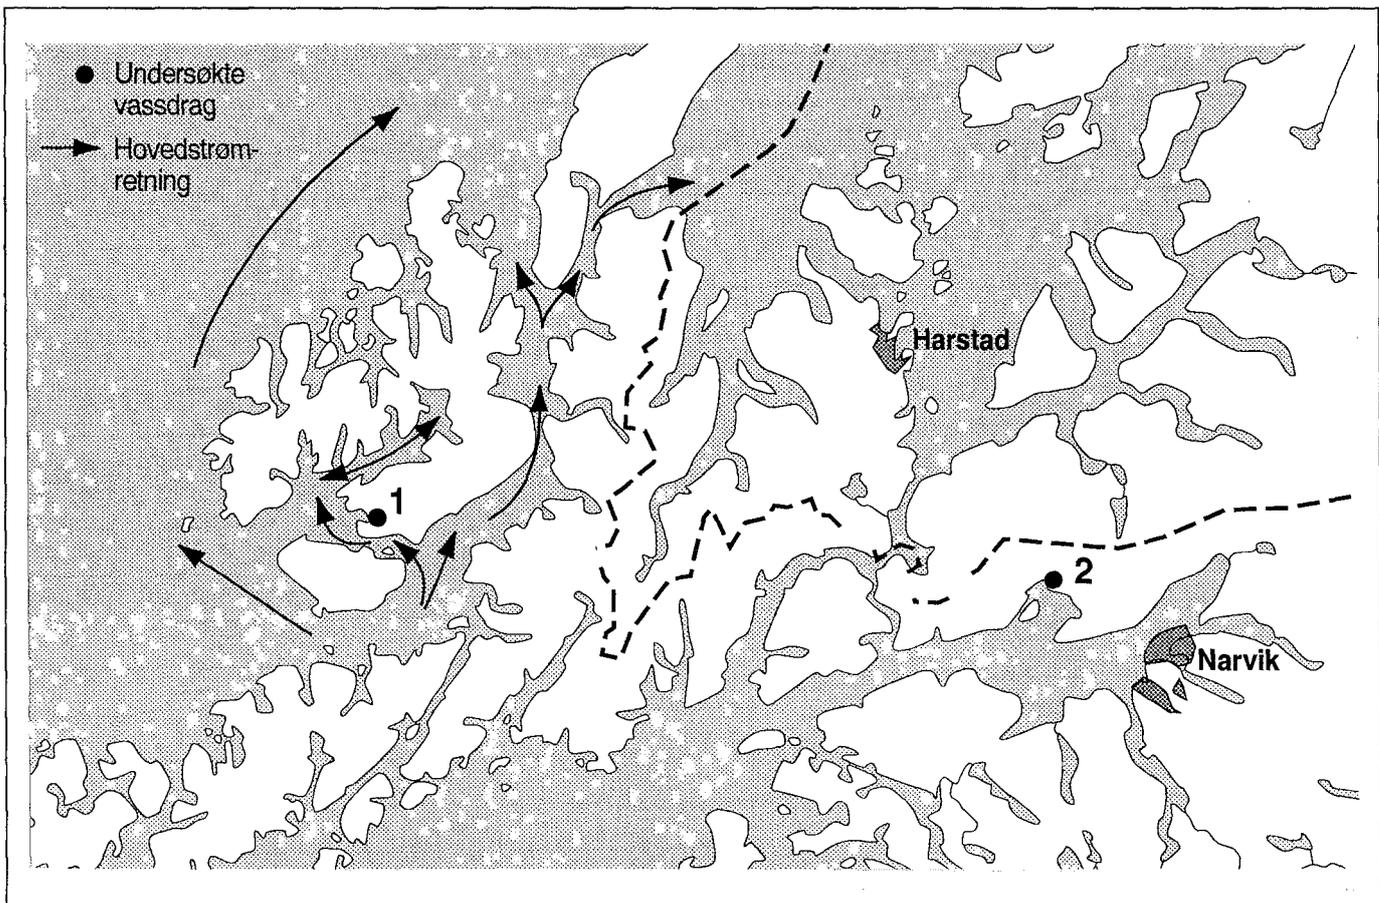 Undersøkte
vassdrag
Hovedstrøm-
retning
Harstad
1
2
Narvik